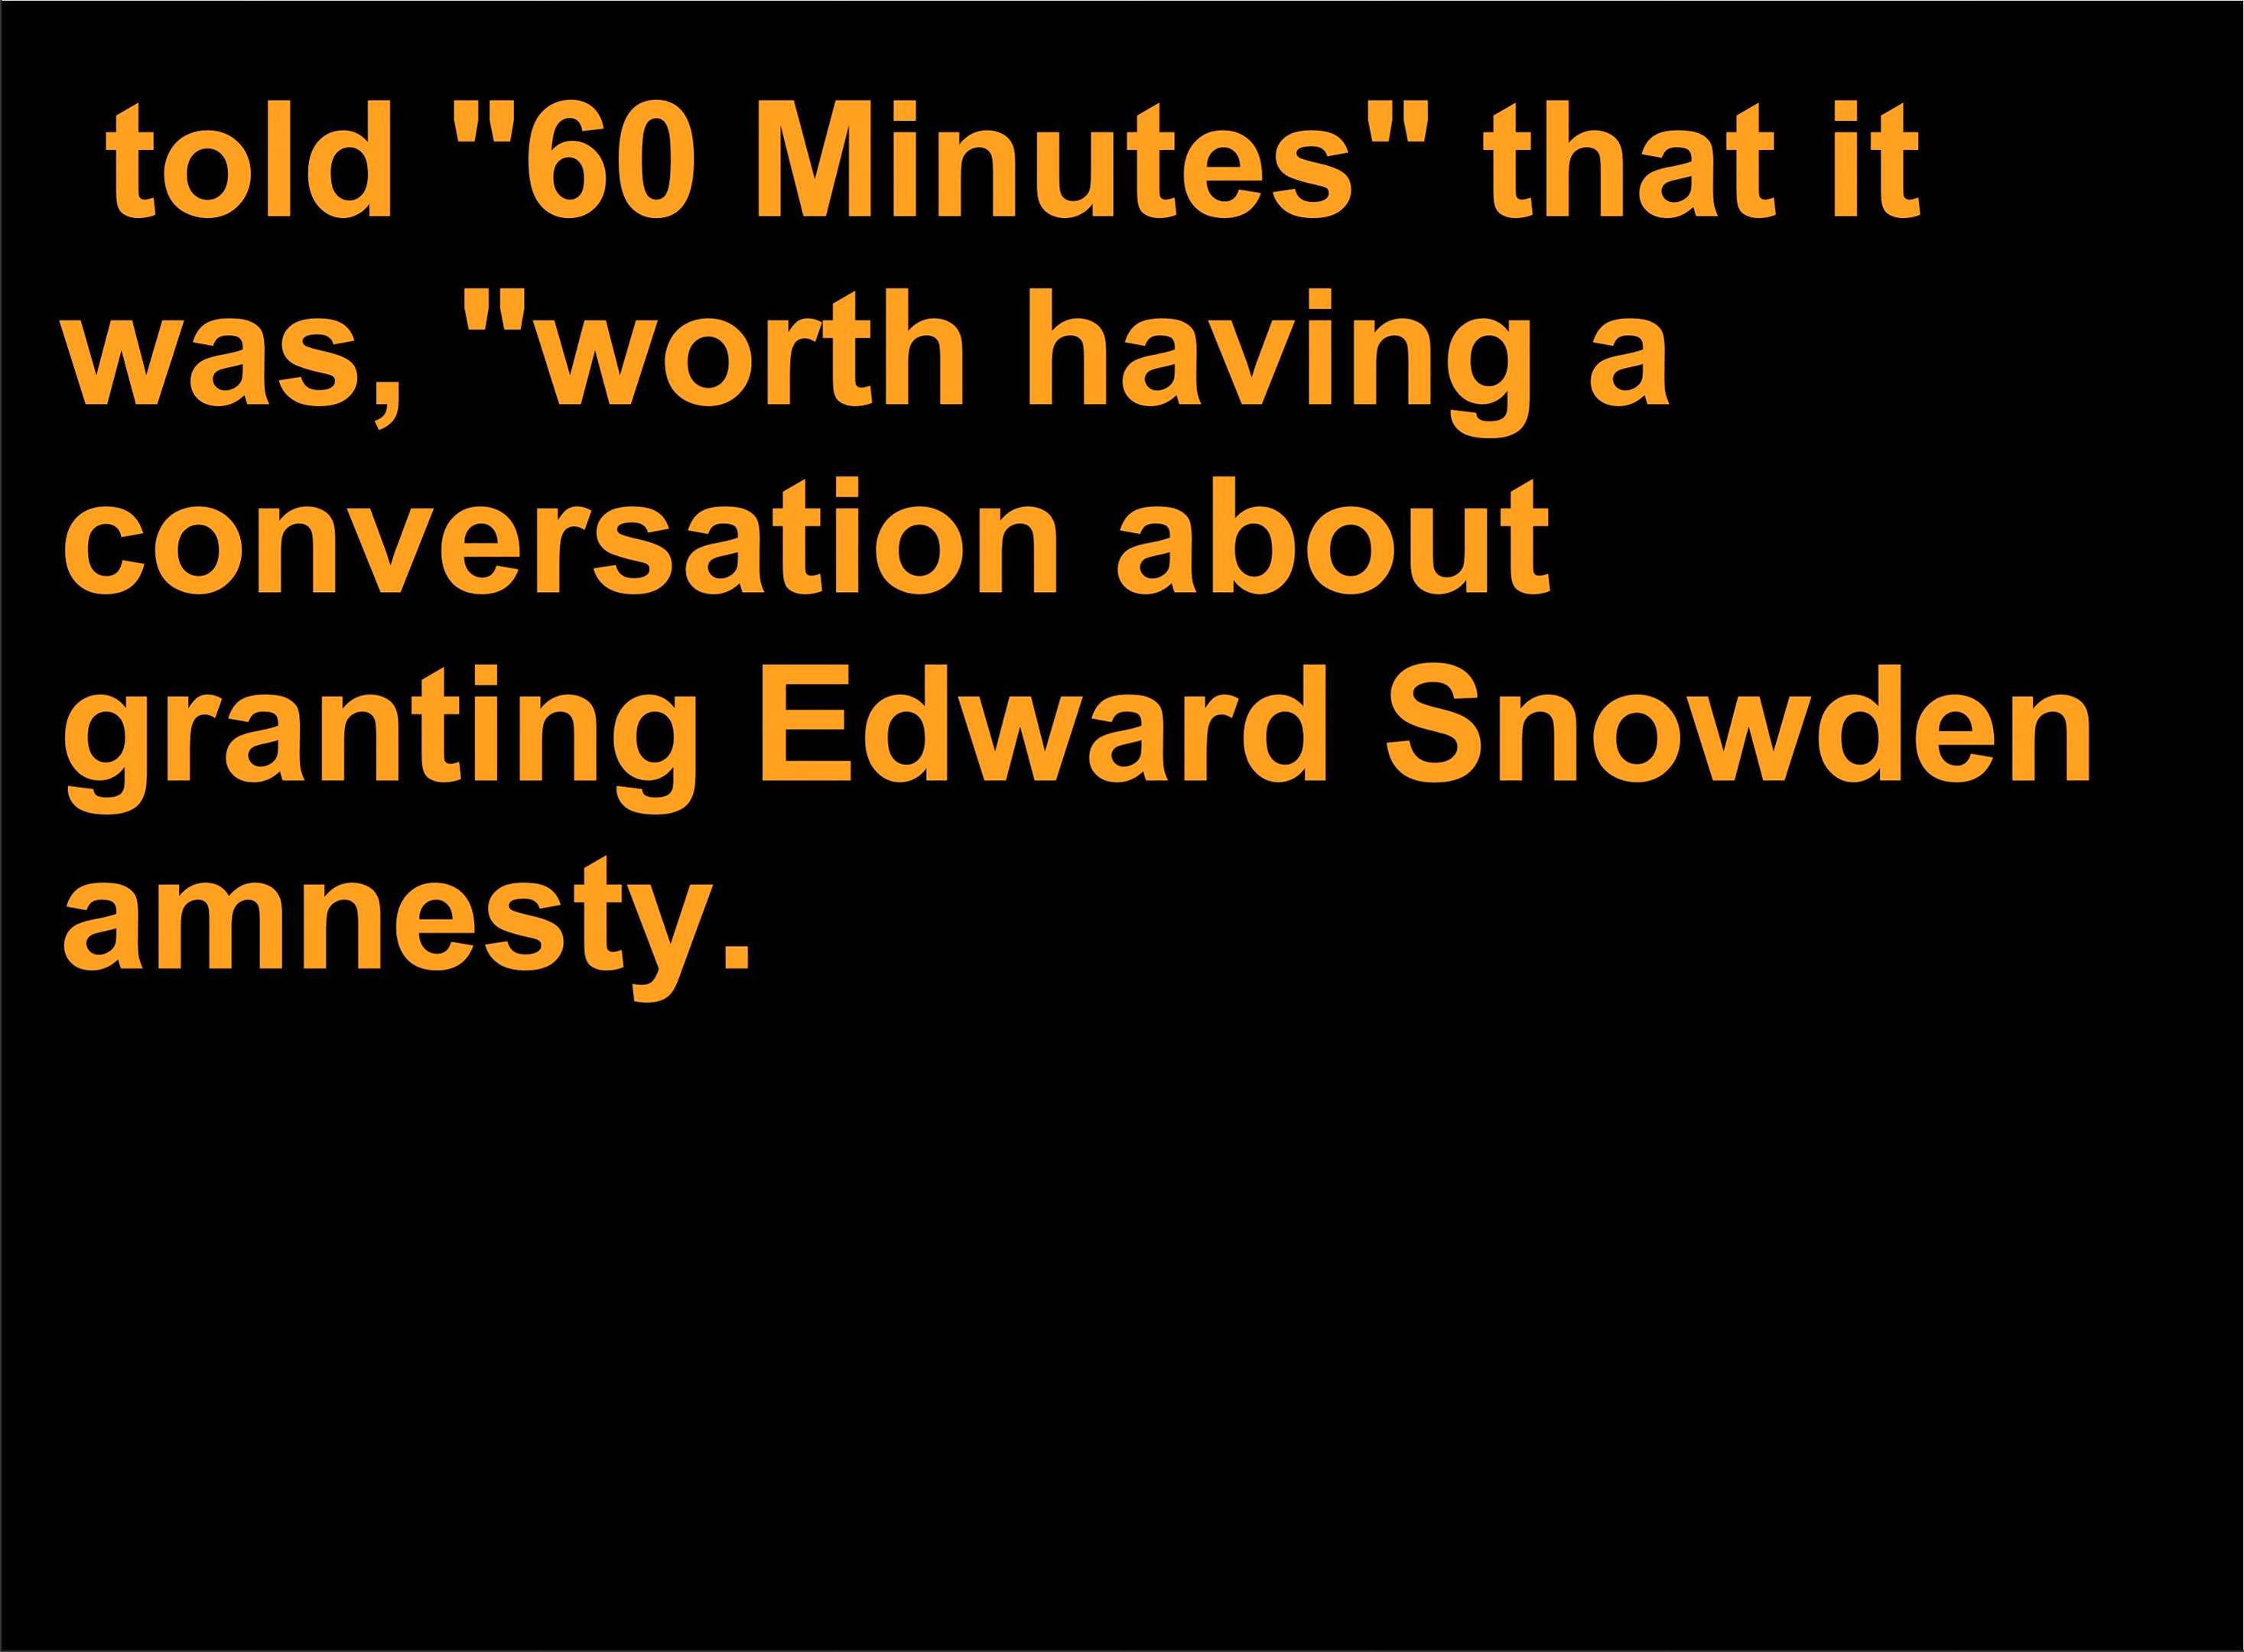 told "60 Minutes" that it
was, "worth having a
conversation about
granting Edward Snowden
amnesty.